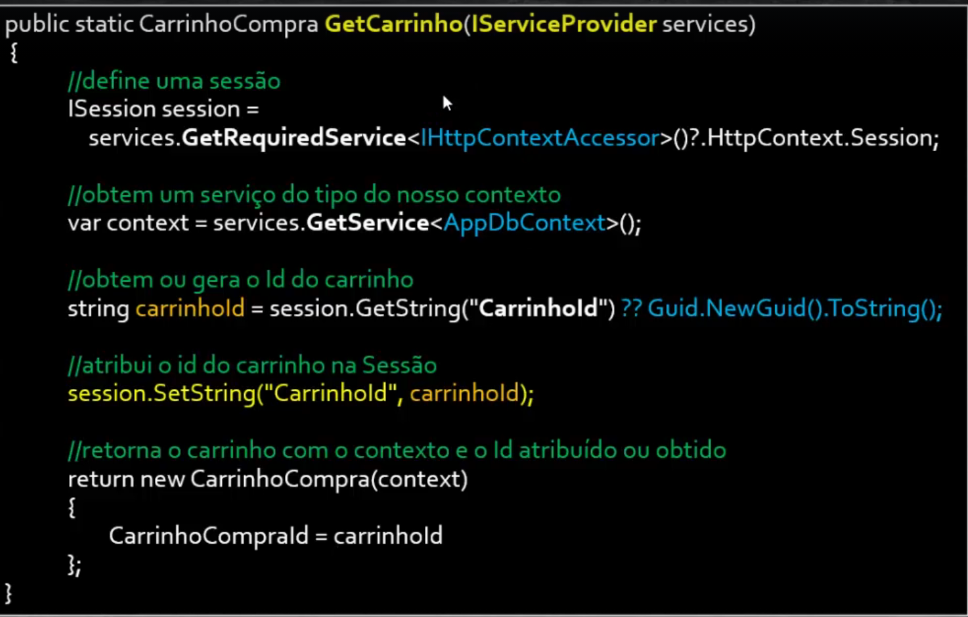 public static CarrinhoCompra GetCarrinho(IServiceProvider services)
{
//define uma sessão
ISession session =
services.GetRequiredService<IHttpContextAccessor>()?.HttpContext.Session;
//obtem um serviço do tipo do nosso contexto
var context = services.GetService<AppDbContext>();
//obtem ou gera o Id do carrinho
string carrinhoId = session.GetString("CarrinhoId") ?? Guid.NewGuid().ToString();
//atribui o id do carrinho na Sessão
session.SetString("CarrinhoId", carrinhoId);
//retorna o carrinho com o contexto e o Id atribuído ou obtido
return new CarrinhoCompra(context)
{
CarrinhoCompraId = carrinhoId
};
}